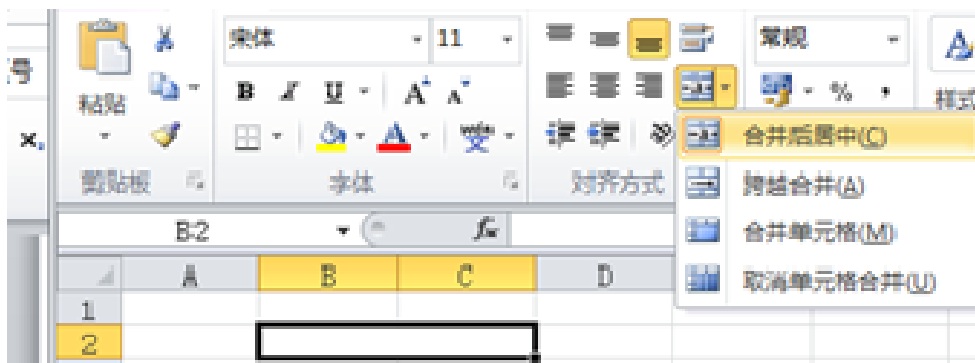 号
宋体 11 常规
粘贴 B I U A A % , 样式
合并后居中(C)
剪贴板 字体 对齐方式 跨越合并(A)
合并单元格(M)
B2 fx
取消单元格合并(U)
A B C D
1
2